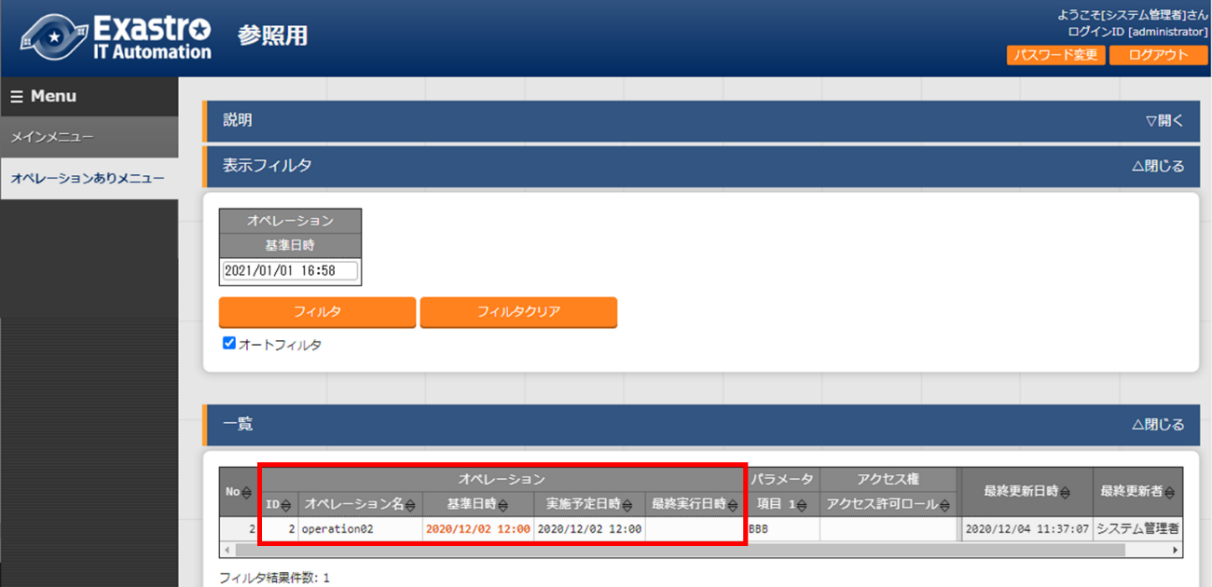 Exastro
IT Automation
参照用
ようこそ[システム管理者]さん
ログインID [administrator]
パスワード変更 ログアウト
☰ Menu
メインメニュー
オペレーションありメニュー
説明 ▽開く
表示フィルタ △閉じる
オペレーション
基準日時
2021/01/01 16:58
フィルタ フィルタクリア
オートフィルタ
一覧 △閉じる
オペレーション パラメータ アクセス権
No ID オペレーション名 基準日時 実施予定日時 最終実行日時 項目 1 アクセス許可ロール 最終更新日時 最終更新者
2 2 operation02 2020/12/02 12:00 2020/12/02 12:00 BBB 2020/12/04 11:37:07 システム管理者
フィルタ結果件数: 1